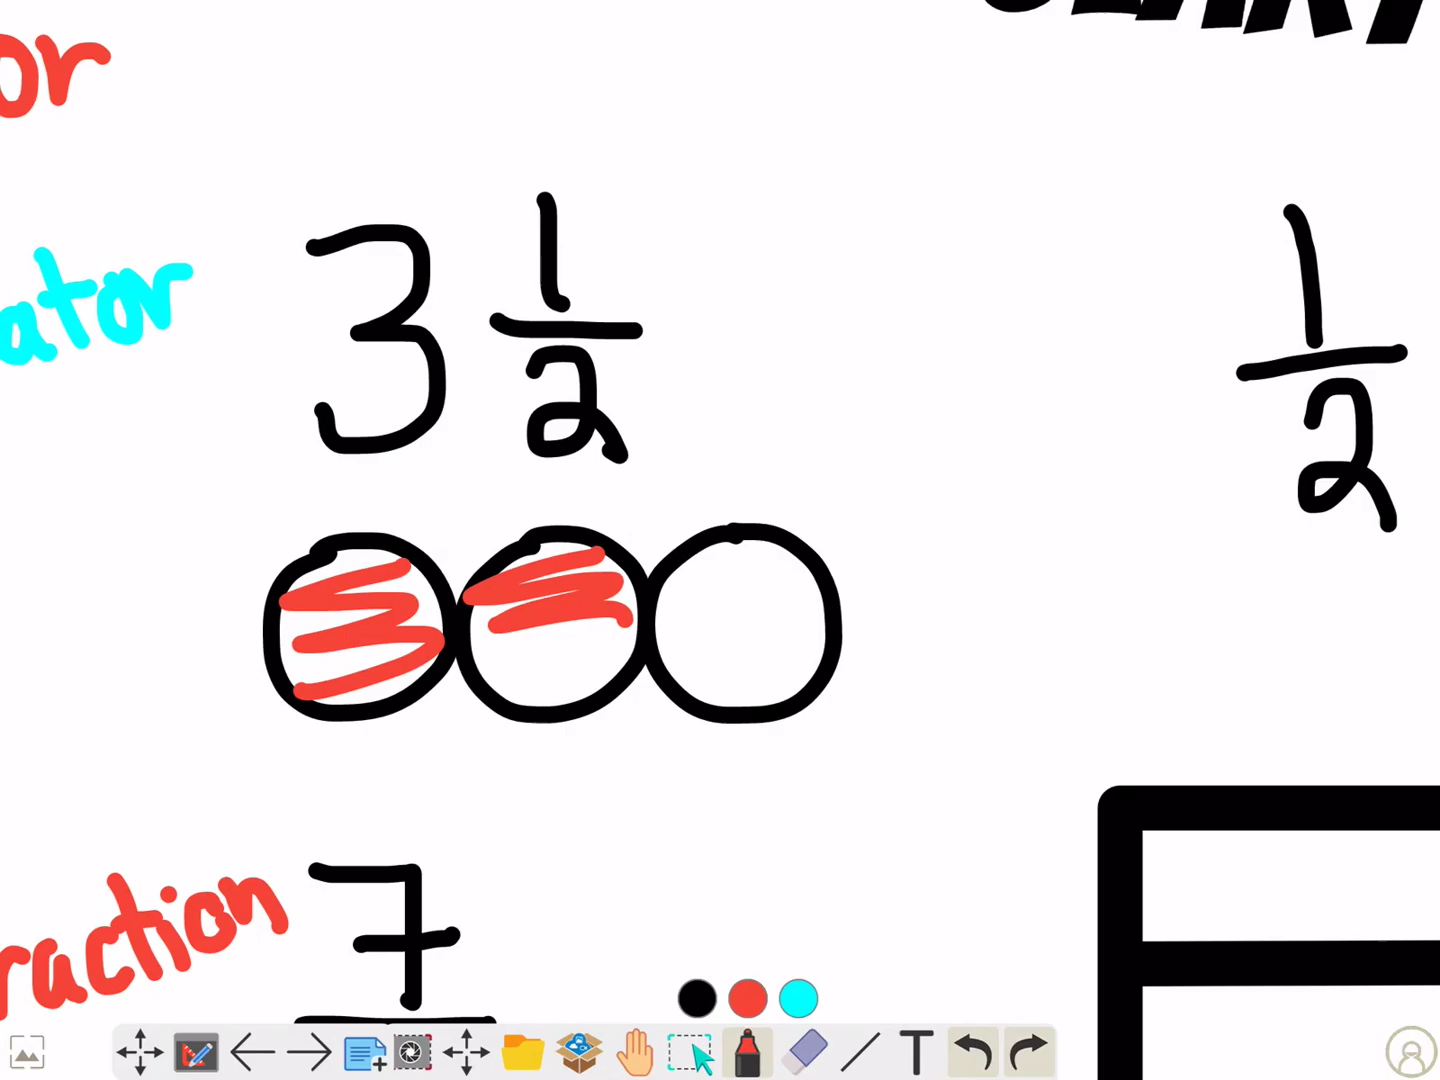 or
3 1/2
1/2
ator
raction
7
T